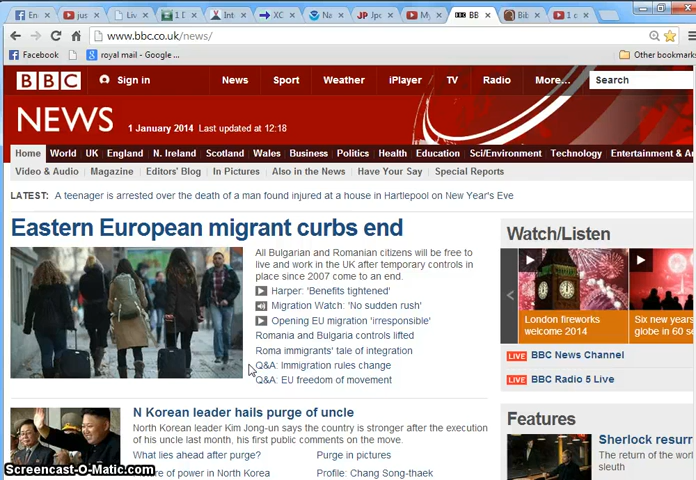 En
jus
Liv
1 D
Int
XC
Na
JP Jpc
My
BBC BB
Bib
1 c
www.bbc.co.uk/news/
Facebook
royal mail - Google ...
Other bookmarks
BBC
Sign in
News
Sport
Weather
iPlayer
TV
Radio
More...
Search
NEWS
1 January 2014 Last updated at 12:18
Home World UK England N. Ireland Scotland Wales Business Politics Health Education Sci/Environment Technology Entertainment & A
Video & Audio Magazine Editors' Blog In Pictures Also in the News Have Your Say Special Reports
LATEST: A teenager is arrested over the death of a man found injured at a house in Hartlepool on New Year's Eve
Eastern European migrant curbs end
All Bulgarian and Romanian citizens will be free to
live and work in the UK after temporary controls in
place since 2007 come to an end.
Harper: 'Benefits tightened'
Migration Watch: 'No sudden rush'
Opening EU migration 'irresponsible'
Romania and Bulgaria controls lifted
Roma immigrants' tale of integration
Q&A: Immigration rules change
Q&A: EU freedom of movement
Watch/Listen
London fireworks
welcome 2014
Six new years
globe in 60 s
LIVE BBC News Channel
LIVE BBC Radio 5 Live
N Korean leader hails purge of uncle
North Korean leader Kim Jong-un says the country is stronger after the execution
of his uncle last month, his first public comments on the move.
What lies ahead after purge?
Purge in pictures
re of power in North Korea
Profile: Chang Song-thaek
Features
Sherlock resurr
The return of the world
sleuth
Screencast-O-Matic.com